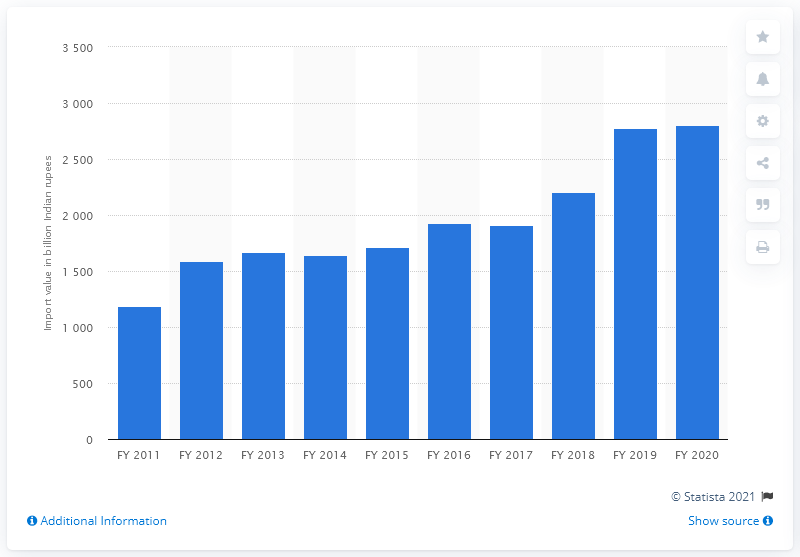 3 500
3 000
2 500
2 000
1 500
1 000
500
0
Import value in billion Indian rupees
FY 2011 FY 2012 FY 2013 FY 2014 FY 2015 FY 2016 FY 2017 FY 2018 FY 2019 FY 2020
© Statista 2021
Additional Information
Show source